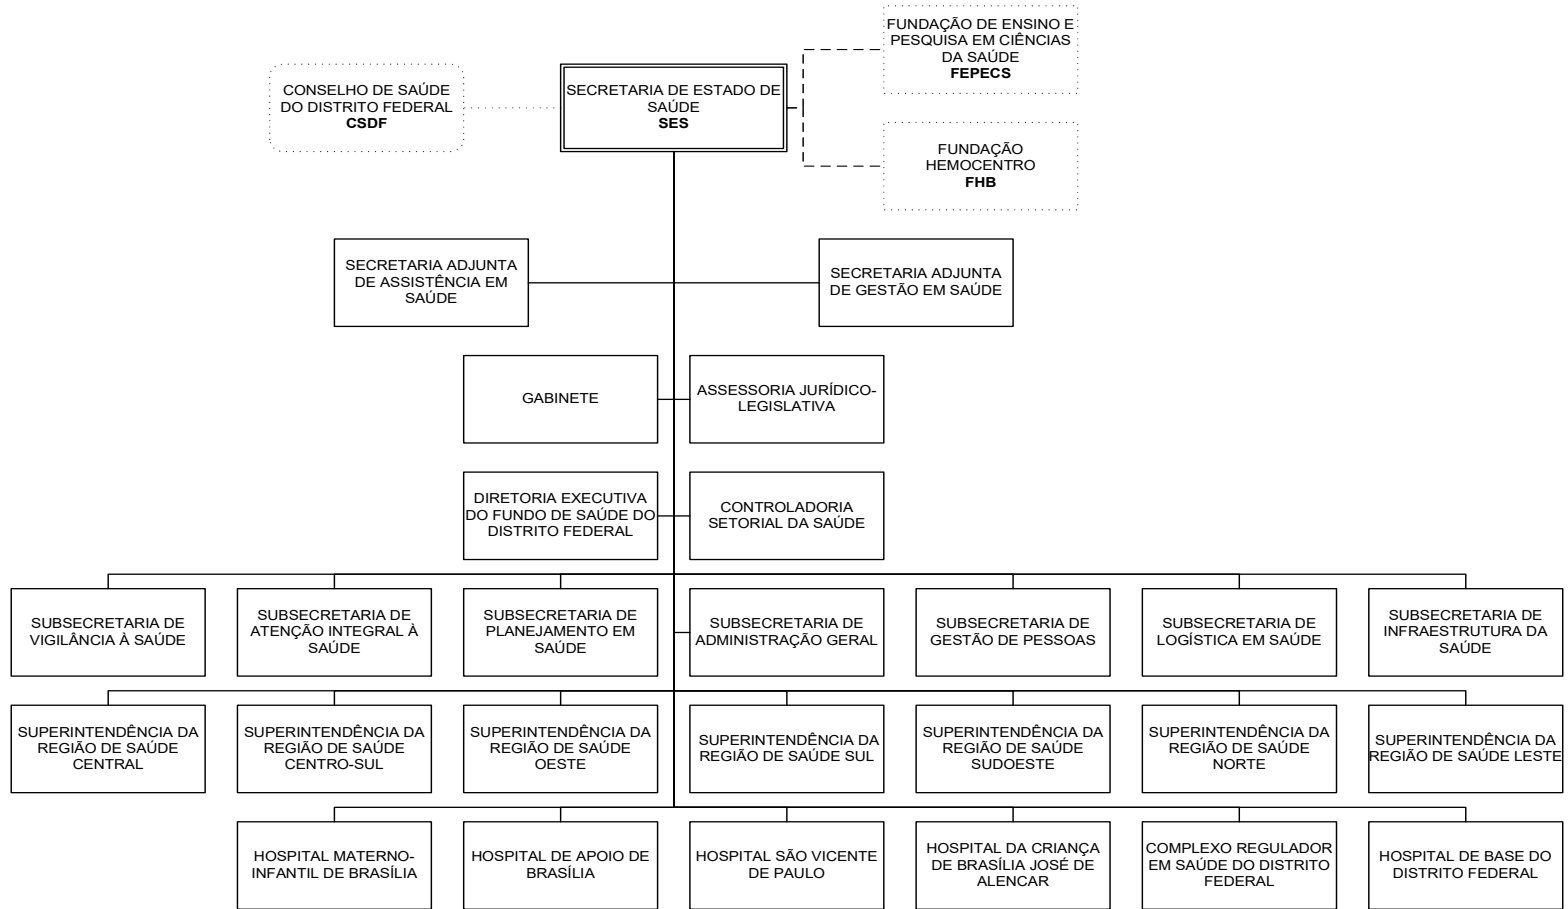 FUNDAÇÃO DE ENSINO E
PESQUISA EM CIÊNCIAS
DA SAÚDE
FEPECS
CONSELHO DE SAÚDE
DO DISTRITO FEDERAL
CSDF
SECRETARIA DE ESTADO DE
SAÚDE
SES
FUNDAÇÃO
HEMOCENTRO
FHB
SECRETARIA ADJUNTA
DE ASSISTÊNCIA EM
SAÚDE
SECRETARIA ADJUNTA
DE GESTÃO EM SAÚDE
GABINETE
ASSESSORIA JURÍDICO-
LEGISLATIVA
DIRETORIA EXECUTIVA
DO FUNDO DE SAÚDE DO
DISTRITO FEDERAL
CONTROLADORIA
SETORIAL DA SAÚDE
SUBSECRETARIA DE
VIGILÂNCIA À SAÚDE
SUBSECRETARIA DE
ATENÇÃO INTEGRAL À
SAÚDE
SUBSECRETARIA DE
PLANEJAMENTO EM
SAÚDE
SUBSECRETARIA DE
ADMINISTRAÇÃO GERAL
SUBSECRETARIA DE
GESTÃO DE PESSOAS
SUBSECRETARIA DE
LOGÍSTICA EM SAÚDE
SUBSECRETARIA DE
INFRAESTRUTURA DA
SAÚDE
SUPERINTENDÊNCIA DA
REGIÃO DE SAÚDE
CENTRAL
SUPERINTENDÊNCIA DA
REGIÃO DE SAÚDE
CENTRO-SUL
SUPERINTENDÊNCIA DA
REGIÃO DE SAÚDE
OESTE
SUPERINTENDÊNCIA DA
REGIÃO DE SAÚDE SUL
SUPERINTENDÊNCIA DA
REGIÃO DE SAÚDE
SUDOESTE
SUPERINTENDÊNCIA DA
REGIÃO DE SAÚDE
NORTE
SUPERINTENDÊNCIA DA
REGIÃO DE SAÚDE LESTE
HOSPITAL MATERNO-
INFANTIL DE BRASÍLIA
HOSPITAL DE APOIO DE
BRASÍLIA
HOSPITAL SÃO VICENTE
DE PAULO
HOSPITAL DA CRIANÇA
DE BRASÍLIA JOSÉ DE
ALENCAR
COMPLEXO REGULADOR
EM SAÚDE DO DISTRITO
FEDERAL
HOSPITAL DE BASE DO
DISTRITO FEDERAL